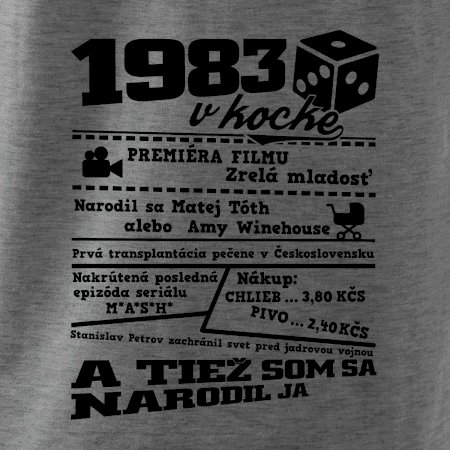 1983
v kocke
PREMIÉRA FILMU
Zrelá mladosť
Narodil sa Matej Tóth
alebo Amy Winehouse
Prvá transplantácia pečene v Československu
Nakrútená posledná
epizóda seriálu
M*A*S*H*
Nákup:
CHLIEB ... 3,80 KČS
PIVO ... 2,40 KČS
Stanislav Petrov zachránil svet pred jadrovou vojnou
A TIEŽ SOM SA
NARODIL JA